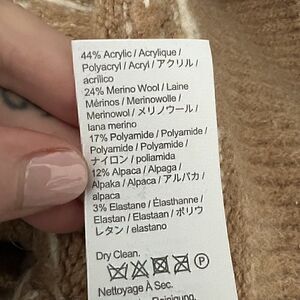 44% Acrylic / Acrylique /
Polyacryl / Acryl / アクリル /
acrílico
24% Merino Wool / Laine
Mérinos / Merinowolle /
Merinowol / メリノウール /
lana merino
17% Polyamide / Polyamide /
Polyamid / Polyamide /
ナイロン / poliamida
12% Alpaca / Alpaga /
Alpaka / Alpaca / アルパカ /
alpaca
3% Elastane / Élasthanne /
Elastan / Elastaan / ポリウ
レタン / elastano
Dry Clean.
P
Nettoyage À Sec.
Reinigung.